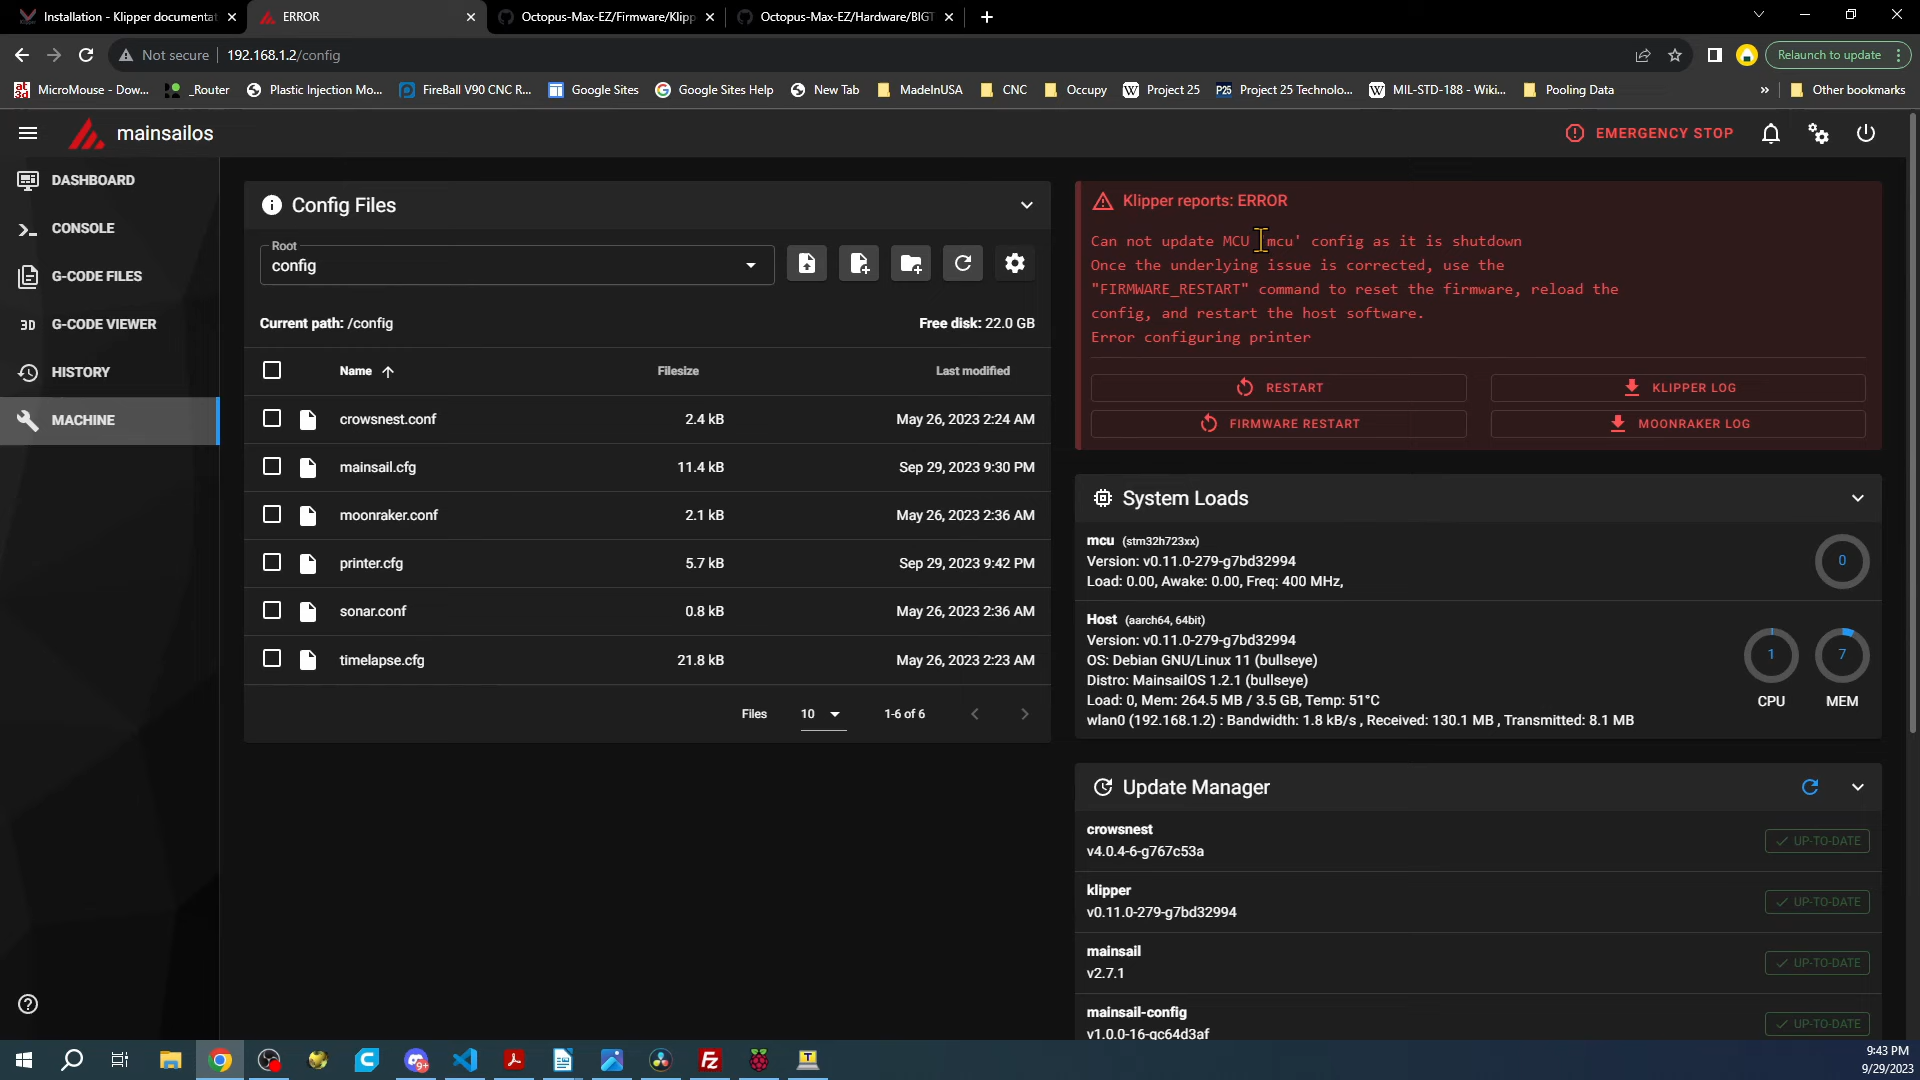 Installation - Klipper documentat
ERROR
Octopus-Max-EZ/Firmware/Klipp
Octopus-Max-EZ/Hardware/BIGT
Not secure
192.168.1.2/config
Relaunch to update
MicroMouse - Dow...
_Router
Plastic Injection Mo...
FireBall V90 CNC R...
Google Sites
Google Sites Help
New Tab
MadeInUSA
CNC
Occupy
Project 25
Project 25 Technolo...
MIL-STD-188 - Wiki...
Pooling Data
»
Other bookmarks
mainsailos
EMERGENCY STOP
DASHBOARD
CONSOLE
G-CODE FILES
3D G-CODE VIEWER
HISTORY
MACHINE
Config Files
Root
config
Current path: /config
Free disk: 22.0 GB
Name Filesize Last modified
crowsnest.conf 2.4 kB May 26, 2023 2:24 AM
mainsail.cfg 11.4 kB Sep 29, 2023 9:30 PM
moonraker.conf 2.1 kB May 26, 2023 2:36 AM
printer.cfg 5.7 kB Sep 29, 2023 9:42 PM
sonar.conf 0.8 kB May 26, 2023 2:36 AM
timelapse.cfg 21.8 kB May 26, 2023 2:23 AM
Files 10 1-6 of 6
Klipper reports: ERROR
Can not update MCU 'mcu' config as it is shutdown
Once the underlying issue is corrected, use the
"FIRMWARE_RESTART" command to reset the firmware, reload the
config, and restart the host software.
Error configuring printer
RESTART
KLIPPER LOG
FIRMWARE RESTART
MOONRAKER LOG
System Loads
mcu (stm32h723xx)
Version: v0.11.0-279-g7bd32994
Load: 0.00, Awake: 0.00, Freq: 400 MHz,
0
Host (aarch64, 64bit)
Version: v0.11.0-279-g7bd32994
OS: Debian GNU/Linux 11 (bullseye)
Distro: MainsailOS 1.2.1 (bullseye)
Load: 0, Mem: 264.5 MB / 3.5 GB, Temp: 51°C
wlan0 (192.168.1.2) : Bandwidth: 1.8 kB/s , Received: 130.1 MB , Transmitted: 8.1 MB
1 7
CPU MEM
Update Manager
crowsnest
v4.0.4-6-g767c53a
UP-TO-DATE
klipper
v0.11.0-279-g7bd32994
UP-TO-DATE
mainsail
v2.7.1
UP-TO-DATE
mainsail-config
v1.0.0-16-gc64d3af
UP-TO-DATE
9:43 PM
9/29/2023